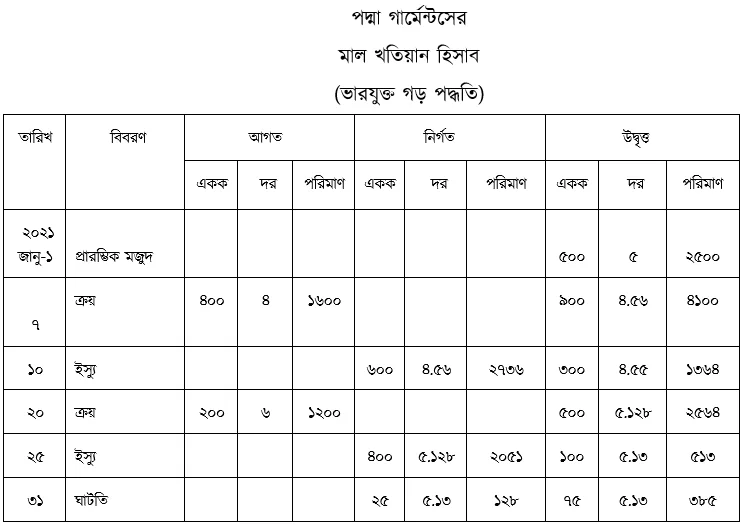 পদ্মা গার্মেন্টসের
মাল খতিয়ান হিসাব
(ভারযুক্ত গড় পদ্ধতি)
তারিখ বিবরণ আগত নির্গত উদ্বৃত্ত
একক দর পরিমাণ একক দর পরিমাণ একক দর পরিমাণ
২০২১
জানু-১ প্রারম্ভিক মজুদ ৫০০ ৫ ২৫০০
ক্রয় ৪০০ ৪ ১৬০০ ৯০০ ৪.৫৬ ৪১০০
৭
১০ ইস্যু ৬০০ ৪.৫৬ ২৭৩৬ ৩০০ ৪.৫৫ ১৩৬৪
২০ ক্রয় ২০০ ৬ ১২০০ ৫০০ ৫.১২৮ ২৫৬৪
২৫ ইস্যু ৪০০ ৫.১২৮ ২০৫১ ১০০ ৫.১৩ ৫১৩
৩১ ঘাটতি ২৫ ৫.১৩ ১২৮ ৭৫ ৫.১৩ ৩৮৫